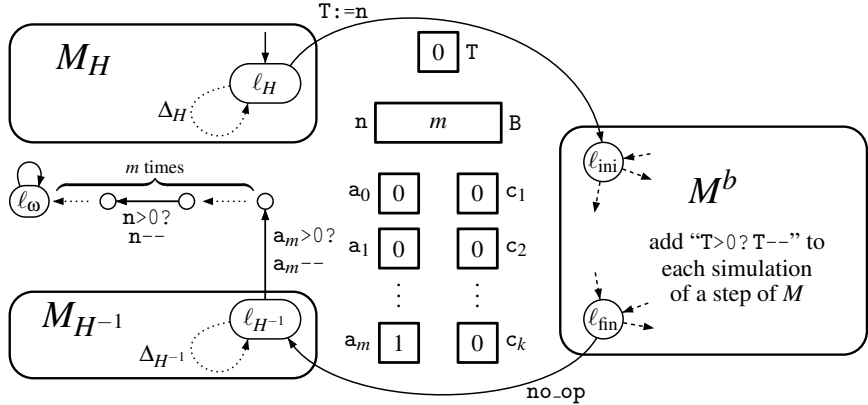 T:=n
M_H
ℓ_H
Δ_H
0 T
n m B
m times
ℓ_ω
n>0?
n--
a_m>0?
a_m--
a_0 0 0 c_1
a_1 0 0 c_2
⋮ ⋮
a_m 1 0 c_k
M_{H^{-1}}
ℓ_{H^{-1}}
Δ_{H^{-1}}
ℓ_ini
M^b
add “T>0? T--” to
each simulation
of a step of M
ℓ_fin
no_op